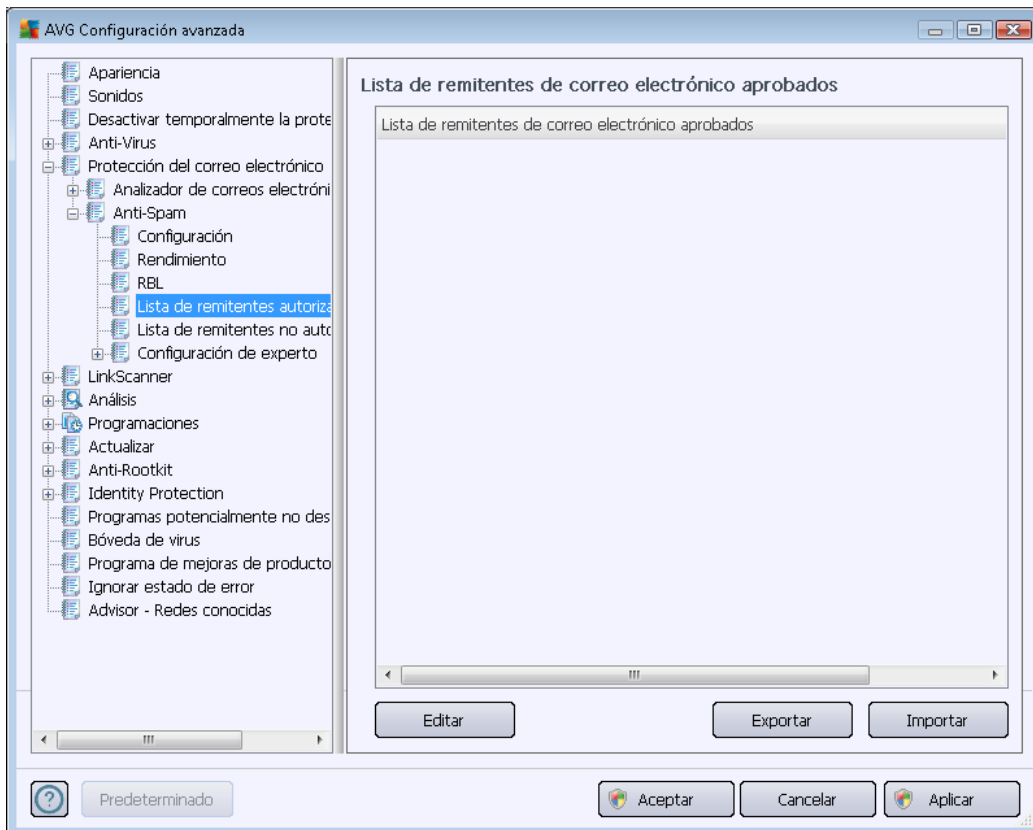 AVG Configuración avanzada
Apariencia
Sonidos
Desactivar temporalmente la prote
Anti-Virus
Protección del correo electrónico
Analizador de correos electróni
Anti-Spam
Configuración
Rendimiento
RBL
Lista de remitentes autoriza
Lista de remitentes no auto
Configuración de experto
LinkScanner
Análisis
Programaciones
Actualizar
Anti-Rootkit
Identity Protection
Programas potencialmente no des
Bóveda de virus
Programa de mejoras de producto
Ignorar estado de error
Advisor - Redes conocidas
Lista de remitentes de correo electrónico aprobados
Lista de remitentes de correo electrónico aprobados
Editar
Exportar
Importar
Predeterminado
Aceptar
Cancelar
Aplicar